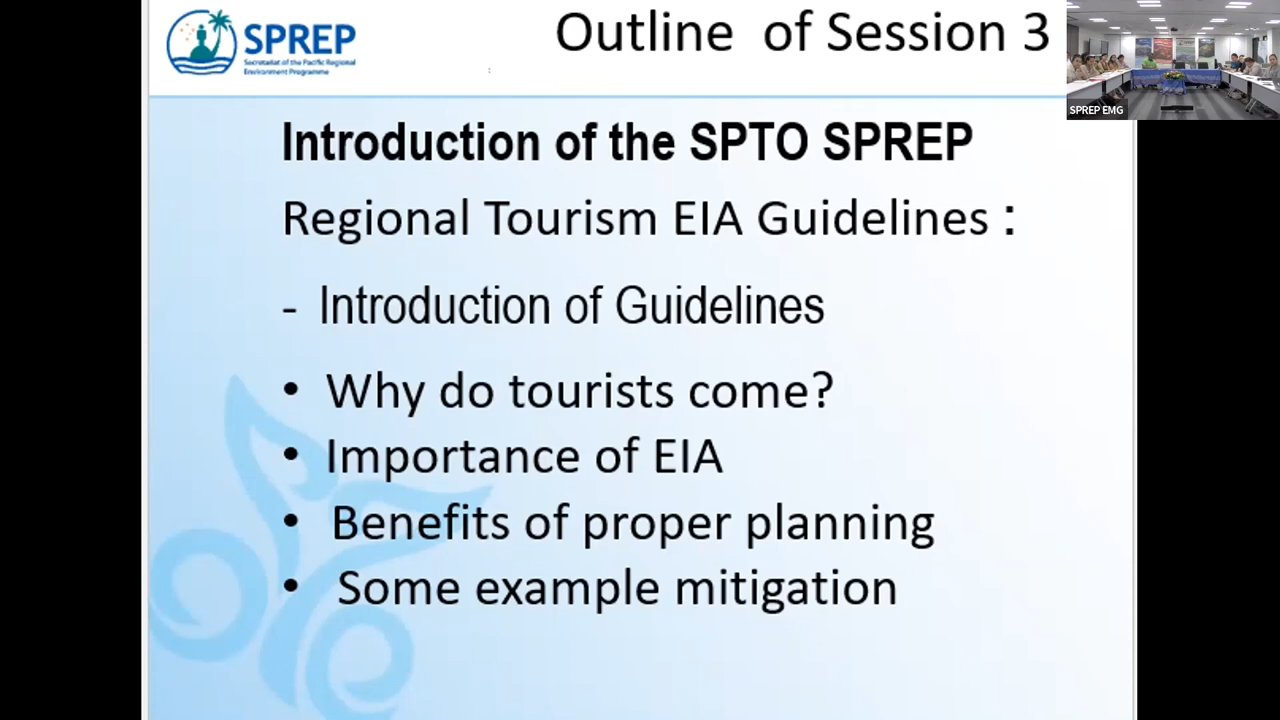 SPREP
Secretariat of the Pacific Regional
Environment Programme
Outline of Session 3
SPREP EMG
Introduction of the SPTO SPREP
Regional Tourism EIA Guidelines :
- Introduction of Guidelines
• Why do tourists come?
• Importance of EIA
• Benefits of proper planning
• Some example mitigation